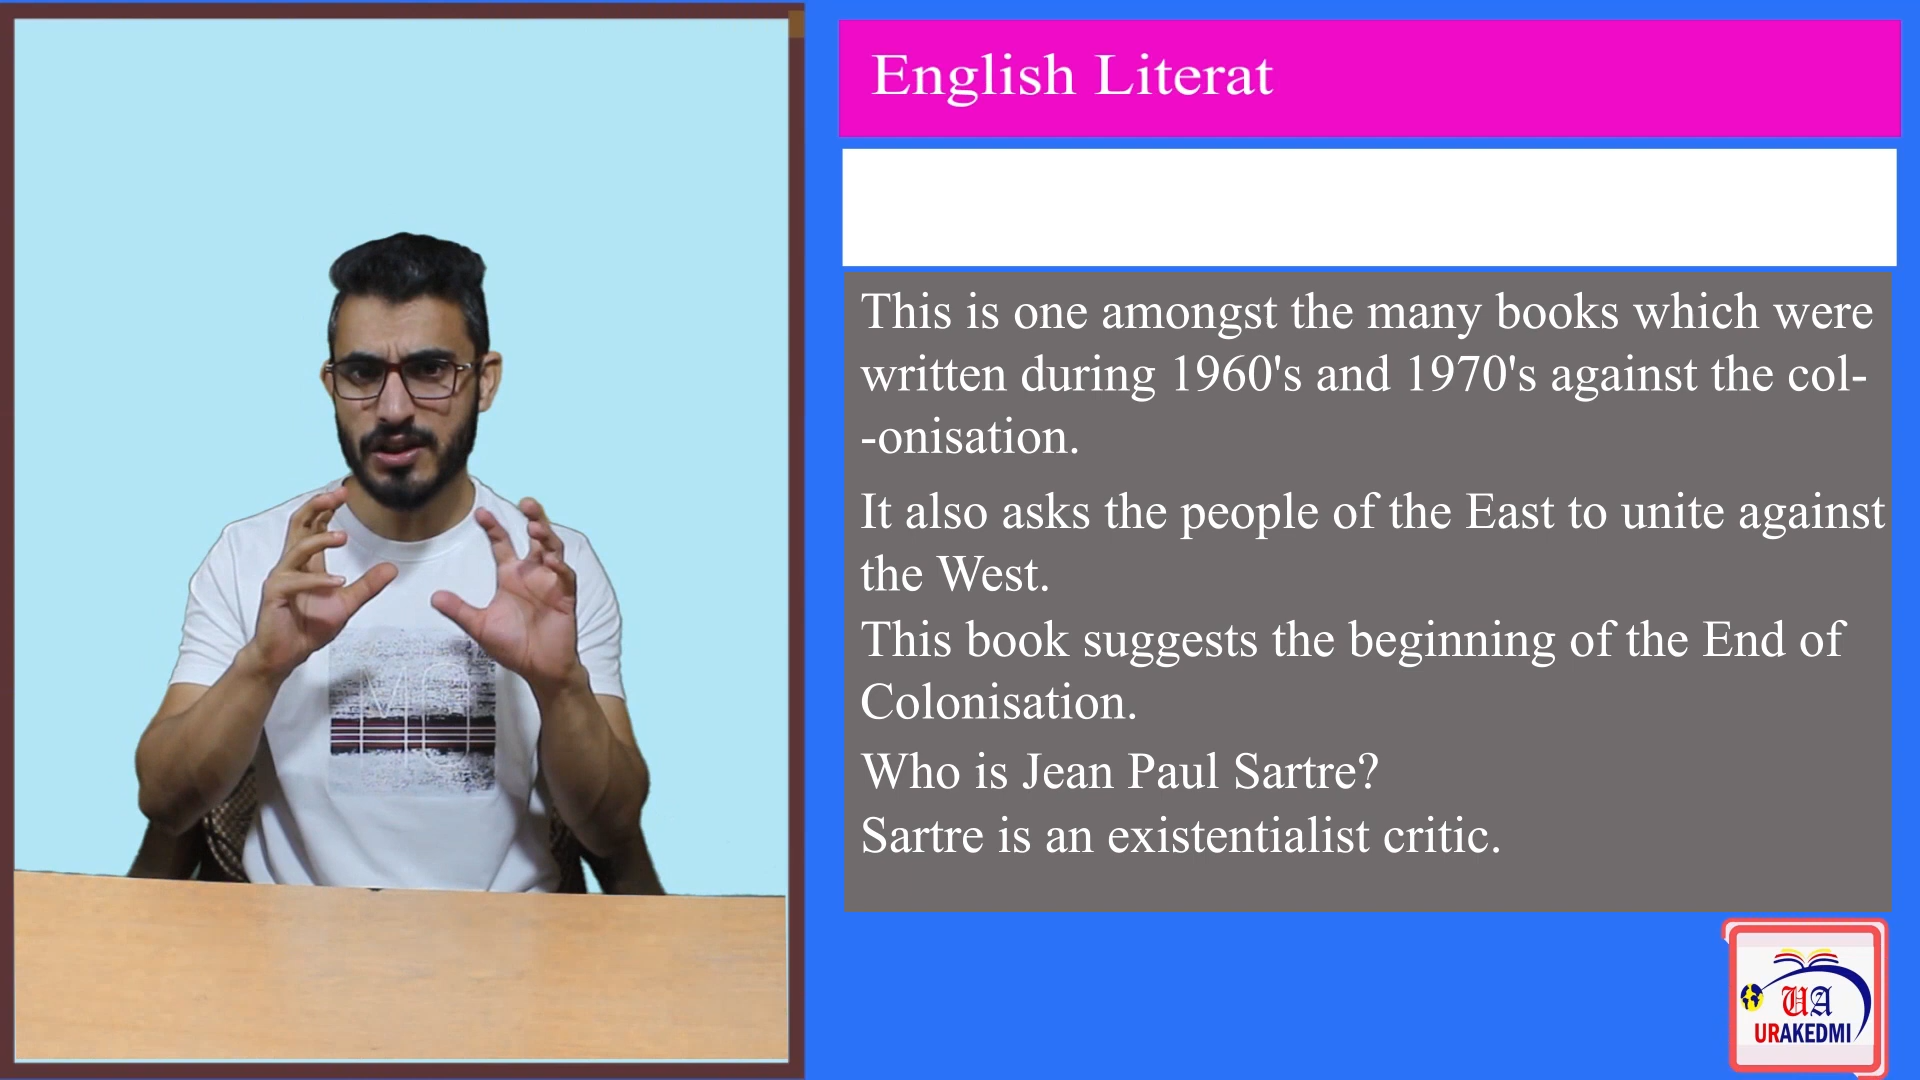 English Literat
This is one amongst the many books which were
written during 1960's and 1970's against the col-
-onisation.
It also asks the people of the East to unite against
the West.
This book suggests the beginning of the End of
Colonisation.
Who is Jean Paul Sartre?
Sartre is an existentialist critic.
MO
UA
URAKEDMI